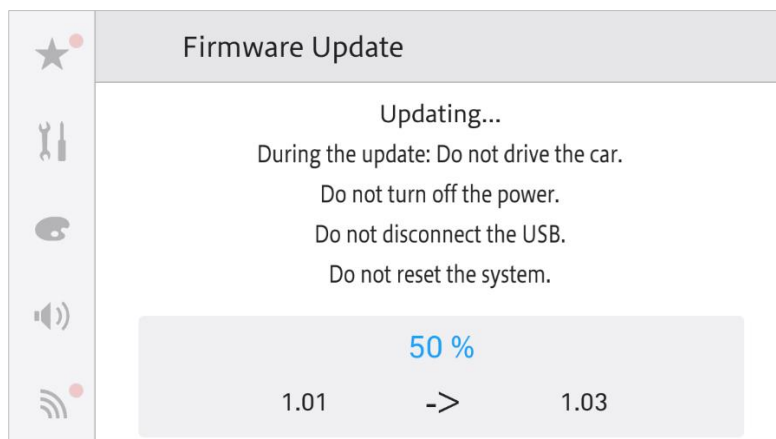 Firmware Update
Updating...
During the update: Do not drive the car.
Do not turn off the power.
Do not disconnect the USB.
Do not reset the system.
50 %
1.01 -> 1.03